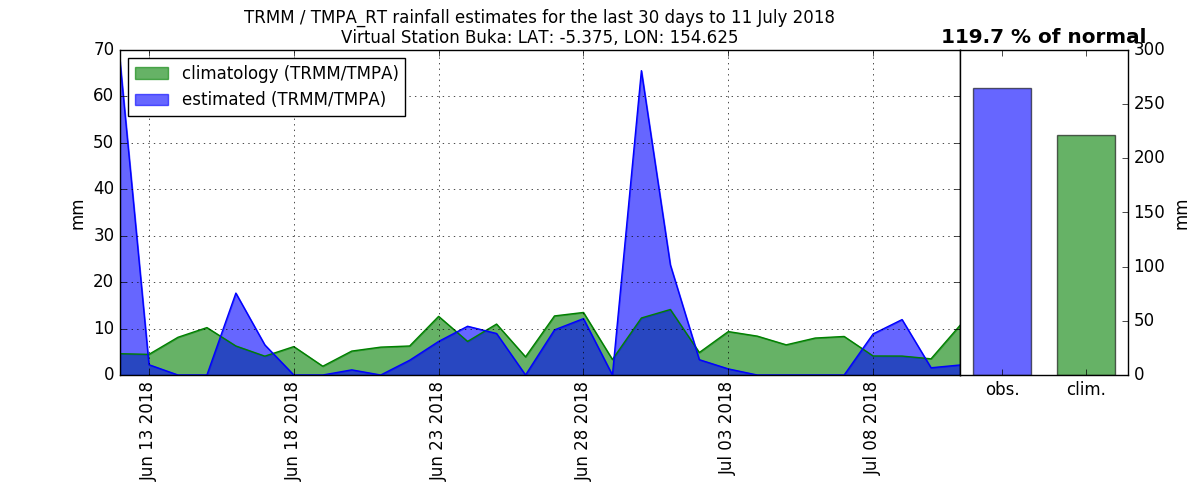 TRMM / TMPA_RT rainfall estimates for the last 30 days to 11 July 2018
Virtual Station Buka: LAT: -5.375, LON: 154.625
119.7 % of normal
climatology (TRMM/TMPA)
estimated (TRMM/TMPA)
70
60
50
40
30
20
10
0
mm
Jun 13 2018
Jun 18 2018
Jun 23 2018
Jun 28 2018
Jul 03 2018
Jul 08 2018
300
250
200
150
100
50
0
mm
obs.
clim.